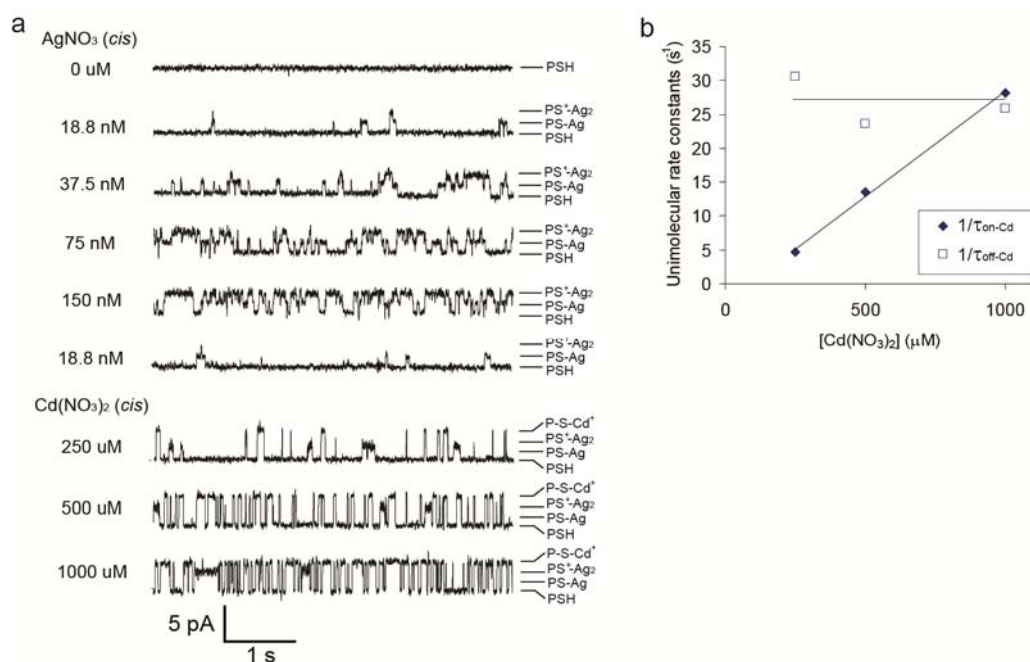 a
AgNO₃ (cis)
0 uM
PSH
18.8 nM
PS⁺-Ag₂
PS-Ag
PSH
37.5 nM
PS⁺-Ag₂
PS-Ag
PSH
75 nM
PS⁺-Ag₂
PS-Ag
PSH
150 nM
PS⁺-Ag₂
PS-Ag
PSH
18.8 nM
PS⁺-Ag₂
PS-Ag
PSH
Cd(NO₃)₂ (cis)
250 uM
P-S-Cd⁺
PS⁺-Ag₂
PS-Ag
PSH
500 uM
P-S-Cd⁺
PS⁺-Ag₂
PS-Ag
PSH
1000 uM
P-S-Cd⁺
PS⁺-Ag₂
PS-Ag
PSH
5 pA
1 s
b
Unimolecular rate constants (s⁻¹)
35
30
25
20
15
10
5
0
0
500
1000
[Cd(NO₃)₂] (µM)
1/τon-Cd
1/τoff-Cd